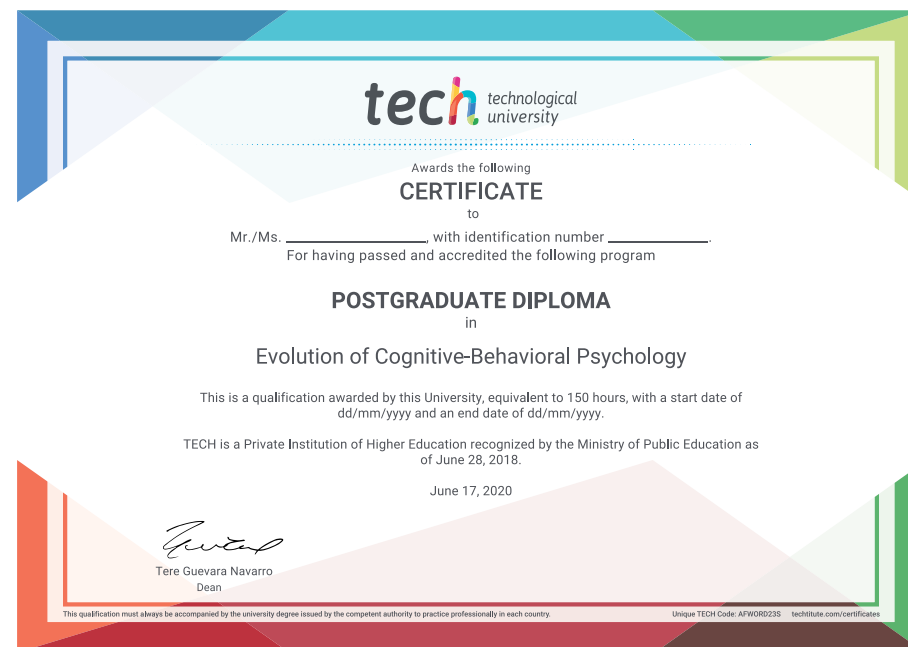 tech technological
university
Awards the following
CERTIFICATE
to
Mr./Ms. ____________________, with identification number ______________.
For having passed and accredited the following program
POSTGRADUATE DIPLOMA
in
Evolution of Cognitive-Behavioral Psychology
This is a qualification awarded by this University, equivalent to 150 hours, with a start date of
dd/mm/yyyy and an end date of dd/mm/yyyy.
TECH is a Private Institution of Higher Education recognized by the Ministry of Public Education as
of June 28, 2018.
June 17, 2020
Tere Guevara Navarro
Dean
This qualification must always be accompanied by the university degree issued by the competent authority to practice professionally in each country.
Unique TECH Code: AFWORD23S techtitute.com/certificates